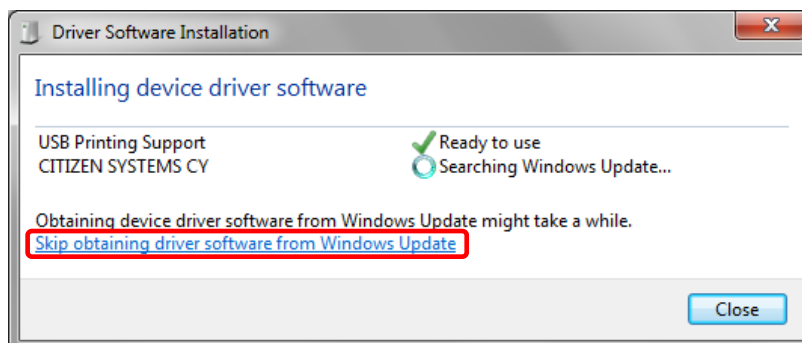 Driver Software Installation
Installing device driver software
USB Printing Support Ready to use
CITIZEN SYSTEMS CY Searching Windows Update...
Obtaining device driver software from Windows Update might take a while.
Skip obtaining driver software from Windows Update
Close